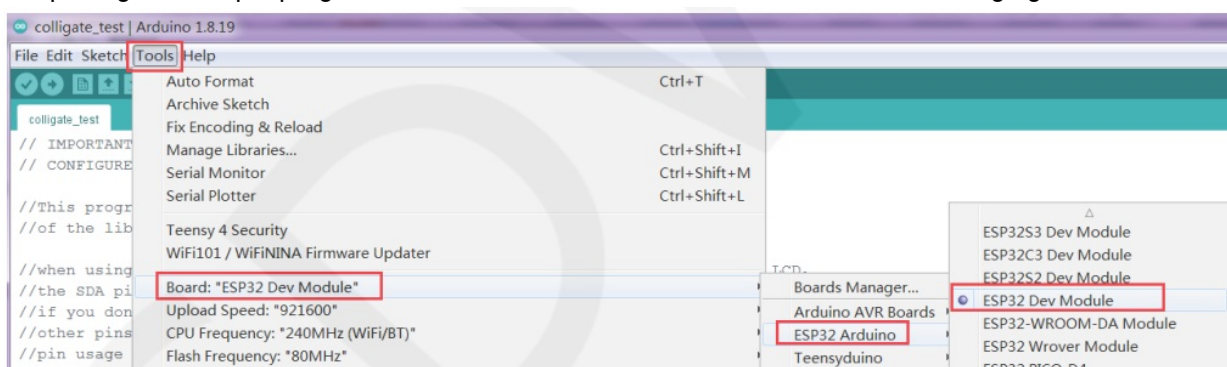 colligate_test | Arduino 1.8.19
File Edit Sketch Tools Help
colligate_test
Auto Format Ctrl+T
Archive Sketch
Fix Encoding & Reload
Manage Libraries... Ctrl+Shift+I
Serial Monitor Ctrl+Shift+M
Serial Plotter Ctrl+Shift+L
Teensy 4 Security
WiFi101 / WiFiNINA Firmware Updater
Board: "ESP32 Dev Module"
Upload Speed: "921600"
CPU Frequency: "240MHz (WiFi/BT)"
Flash Frequency: "80MHz"
// IMPORTANT
// CONFIGURE
//This progr
//of the lib
//when using
//the SDA pi
//if you don
//other pins
//pin usage
LCD.
Boards Manager...
Arduino AVR Boards
ESP32 Arduino
Teensyduino
ESP32S3 Dev Module
ESP32C3 Dev Module
ESP32S2 Dev Module
ESP32 Dev Module
ESP32-WROOM-DA Module
ESP32 Wrover Module